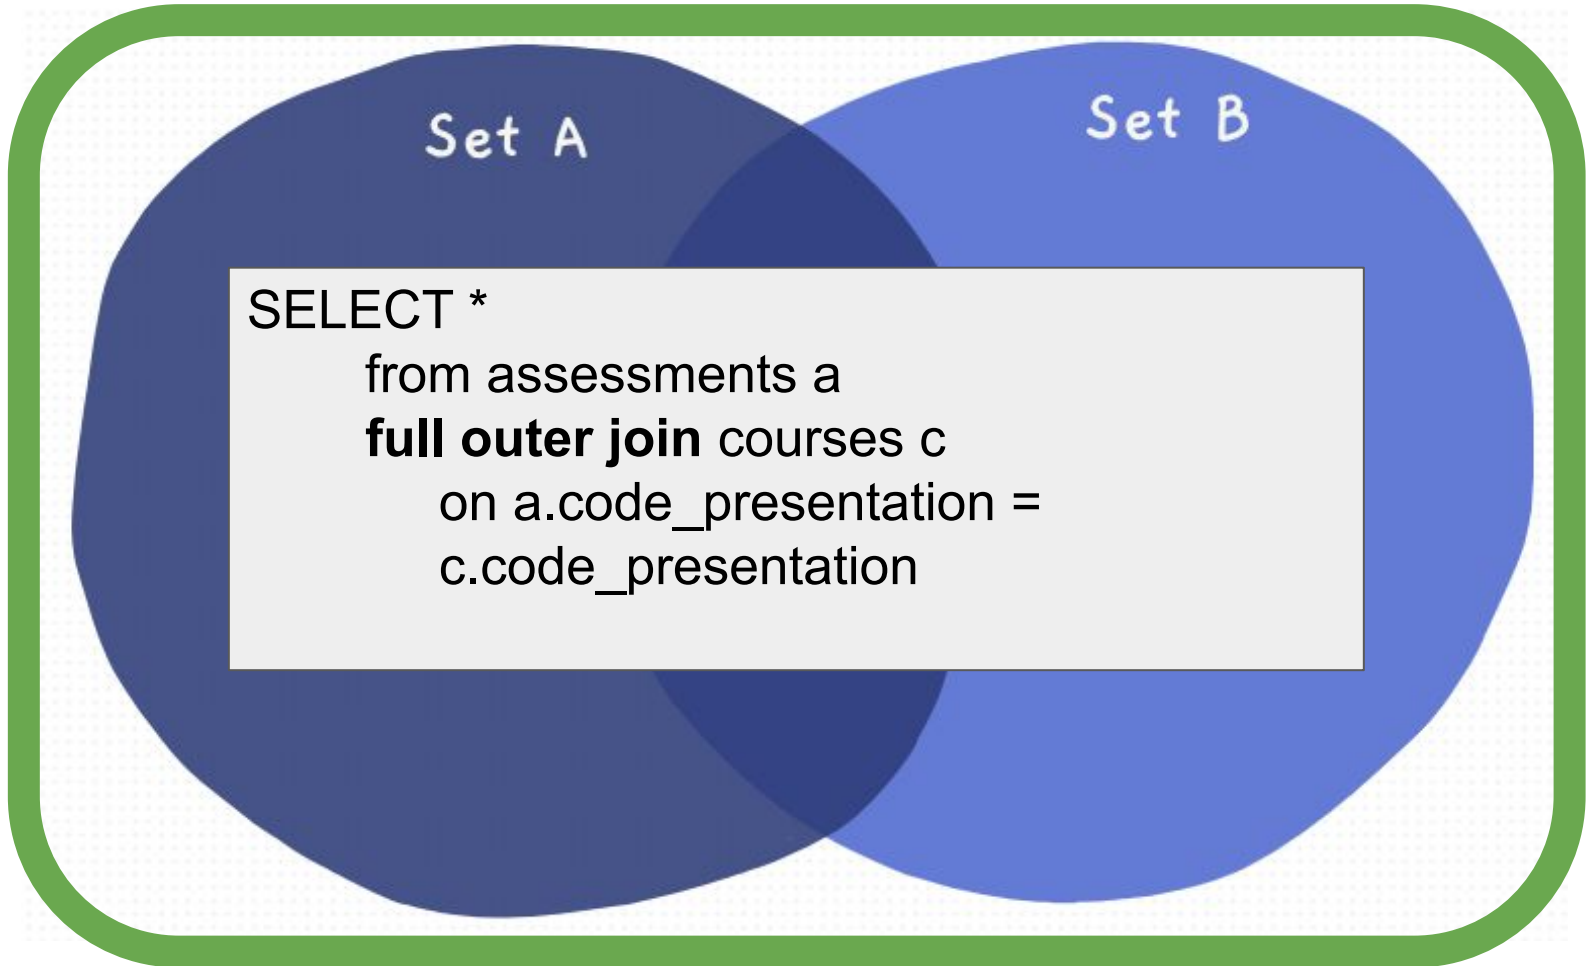 Set A
Set B
SELECT *
from assessments a
full outer join courses c
on a.code_presentation =
c.code_presentation